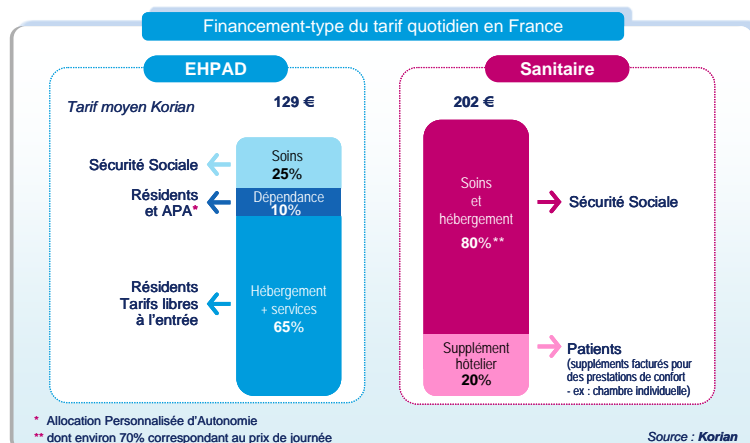 Financement-type du tarif quotidien en France
EHPAD
Tarif moyen Korian
129 €
Sécurité Sociale
Soins
25%
Résidents
et APA*
Dépendance
10%
Résidents
Tarifs libres
à l'entrée
Hébergement
+ services
65%
Sanitaire
202 €
Soins
et
hébergement
80%**
Sécurité Sociale
Supplément
hôtelier
20%
Patients
(suppléments facturés pour
des prestations de confort
- ex : chambre individuelle)
* Allocation Personnalisée d'Autonomie
** dont environ 70% correspondant au prix de journée
Source : Korian